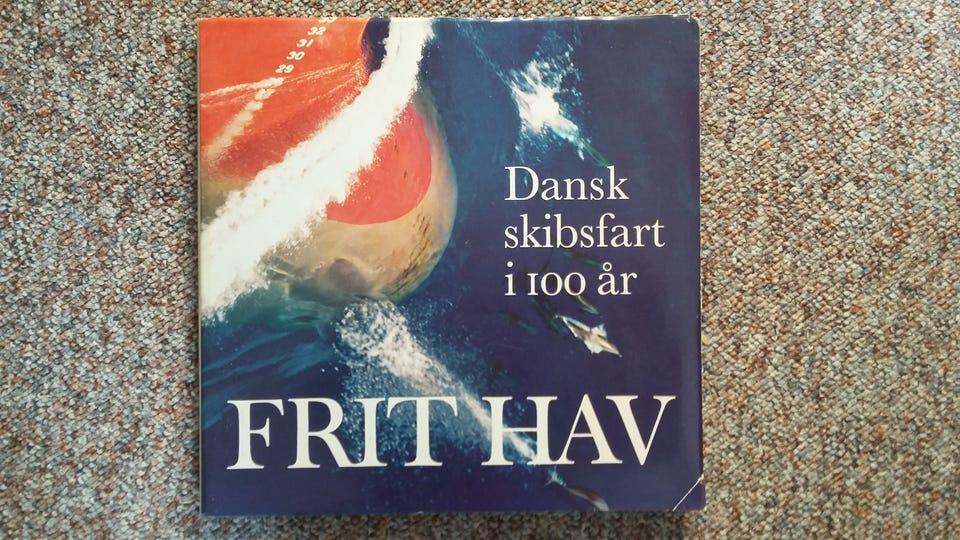 32
31
30
29
Dansk
skibsfart
i 100 år
FRIT HAV